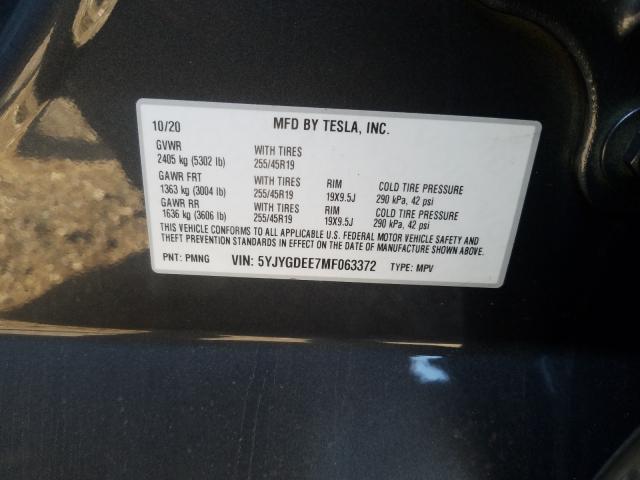 10/20 MFD BY TESLA, INC.
GVWR WITH TIRES
2405 kg (5302 lb) 255/45R19
GAWR FRT WITH TIRES RIM COLD TIRE PRESSURE
1363 kg (3004 lb) 255/45R19 19X9.5J 290 kPa, 42 psi
GAWR RR WITH TIRES RIM COLD TIRE PRESSURE
1636 kg (3606 lb) 255/45R19 19X9.5J 290 kPa, 42 psi
THIS VEHICLE CONFORMS TO ALL APPLICABLE U.S. FEDERAL MOTOR VEHICLE SAFETY AND
THEFT PREVENTION STANDARDS IN EFFECT ON THE DATE OF MANUFACTURE SHOWN ABOVE.
PNT: PMNG VIN: 5YJYGDEE7MF063372 TYPE: MPV